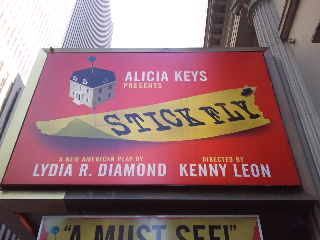 ALICIA KEYS
PRESENTS
STICK FLY
A NEW AMERICAN PLAY BY
LYDIA R. DIAMOND
DIRECTED BY
KENNY LEON
"A MUST SEE!"